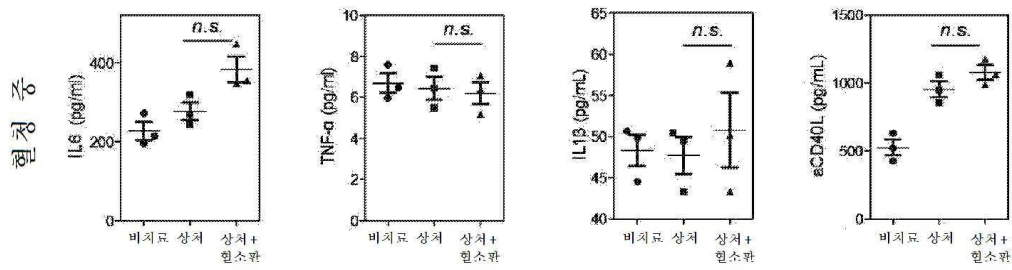 혈청 중
IL6 (pg/ml)
400
200
0
n.s.
비치료 상처 상처+
혈소판
TNF-α (pg/ml)
10
8
6
4
2
0
n.s.
비치료 상처 상처+
혈소판
IL1β (pg/mL)
65
60
55
50
45
40
n.s.
비치료 상처 상처+
혈소판
aCD40L (pg/mL)
1500
1000
500
0
n.s.
비치료 상처 상처+
혈소판